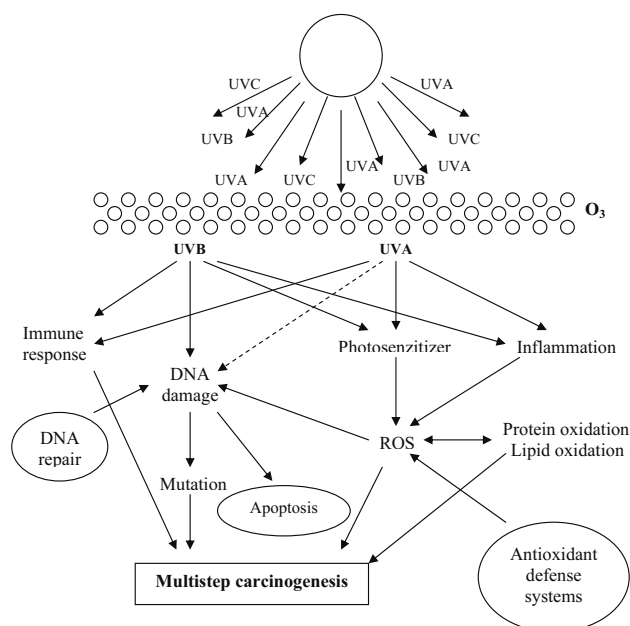 UVC
UVA
UVA
UVB
UVC
UVA
UVC
UVA
UVB
UVA
O3
UVB
UVA
Immune
response
Photosenzitizer
Inflammation
DNA
damage
DNA
repair
ROS
Protein oxidation
Lipid oxidation
Mutation
Apoptosis
Multistep carcinogenesis
Antioxidant
defense
systems